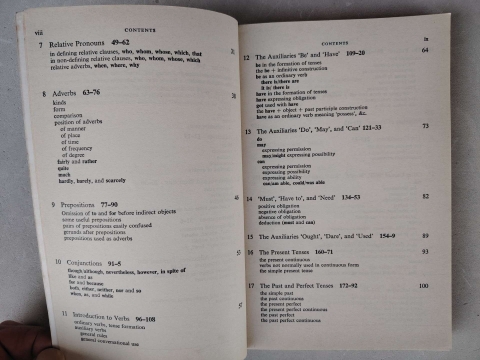 viii
CONTENTS
7 Relative Pronouns 49–62
in defining relative clauses, who, whom, whose, which, that
in non-defining relative clauses, who, whom, whose, which
relative adverbs, when, where, why
8 Adverbs 63–76
kinds
form
comparison
position of adverbs
of manner
of place
of time
of frequency
of degree
fairly and rather
quite
much
hardly, barely, and scarcely
9 Prepositions 77–90
Omission of to and for before indirect objects
some useful prepositions
pairs of prepositions easily confused
gerunds after prepositions
prepositions used as adverbs
10 Conjunctions 91–5
though/although, nevertheless, however, in spite of
like and as
for and because
both, either, neither, nor and so
when, as, and while
11 Introduction to Verbs 96–108
ordinary verbs, tense formation
auxiliary verbs
general rules
general conversational use
CONTENTS
ix
12 The Auxiliaries 'Be' and 'Have' 109–20 64
be in the formation of tenses
the be + infinitive construction
be as an ordinary verb
there is/there are
it is/ there is
have in the formation of tenses
have expressing obligation
got used with have
the have + object + past participle construction
have as an ordinary verb meaning 'possess', &c.
13 The Auxiliaries 'Do', 'May', and 'Can' 121–33 73
do
may
expressing permission
may/might expressing possibility
can
expressing permission
expressing possibility
expressing ability
can/am able, could/was able
14 'Must', 'Have to', and 'Need' 134–53 82
positive obligation
negative obligation
absence of obligation
deduction (must and can)
15 The Auxiliaries 'Ought', 'Dare', and 'Used' 154–9 89
16 The Present Tenses 160–71 93
the present continuous
verbs not normally used in continuous form
the simple present
17 The Past and Perfect Tenses 172–92 100
the simple past
the past continuous
the present perfect
the present perfect continuous
the past perfect
the past perfect continuous